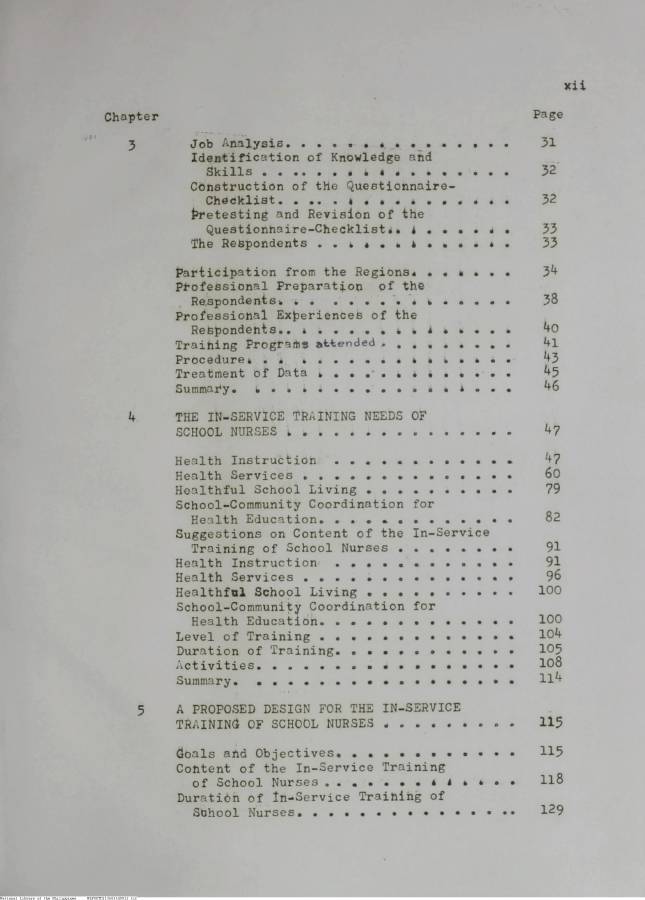 xii
Chapter Page
3 Job Analysis. . . . . . . . . . . . . . . 31
Identification of Knowledge and
Skills . . . . . . . . . . . . . . . . 32
Construction of the Questionnaire-
Checklist. . . . . . . . . . . . . . . 32
Pretesting and Revision of the
Questionnaire-Checklist. . . . . . . . 33
The Respondents . . . . . . . . . . . . . 33
Participation from the Regions. . . . . . . 34
Professional Preparation of the
Respondents. . . . . . . . . . . . . . . 38
Professional Experiences of the
Respondents. . . . . . . . . . . . . . . 40
Training Programs attended . . . . . . . . 41
Procedure. . . . . . . . . . . . . . . . . 43
Treatment of Data . . . . . . . . . . . . . 45
Summary. . . . . . . . . . . . . . . . . . 46
4 THE IN-SERVICE TRAINING NEEDS OF
SCHOOL NURSES . . . . . . . . . . . . . . . 47
Health Instruction . . . . . . . . . . . . 47
Health Services . . . . . . . . . . . . . . 60
Healthful School Living . . . . . . . . . . 79
School-Community Coordination for
Health Education. . . . . . . . . . . . . 82
Suggestions on Content of the In-Service
Training of School Nurses . . . . . . . . 91
Health Instruction . . . . . . . . . . . . 91
Health Services . . . . . . . . . . . . . . 96
Healthful School Living . . . . . . . . . . 100
School-Community Coordination for
Health Education. . . . . . . . . . . . . 100
Level of Training . . . . . . . . . . . . . 104
Duration of Training. . . . . . . . . . . . 105
Activities. . . . . . . . . . . . . . . . . 108
Summary. . . . . . . . . . . . . . . . . . 114
5 A PROPOSED DESIGN FOR THE IN-SERVICE
TRAINING OF SCHOOL NURSES . . . . . . . . . 115
Goals and Objectives. . . . . . . . . . . . 115
Content of the In-Service Training
of School Nurses . . . . . . . . . . . . . 118
Duration of In-Service Training of
School Nurses. . . . . . . . . . . . . . . 129
National Library of the Philippines